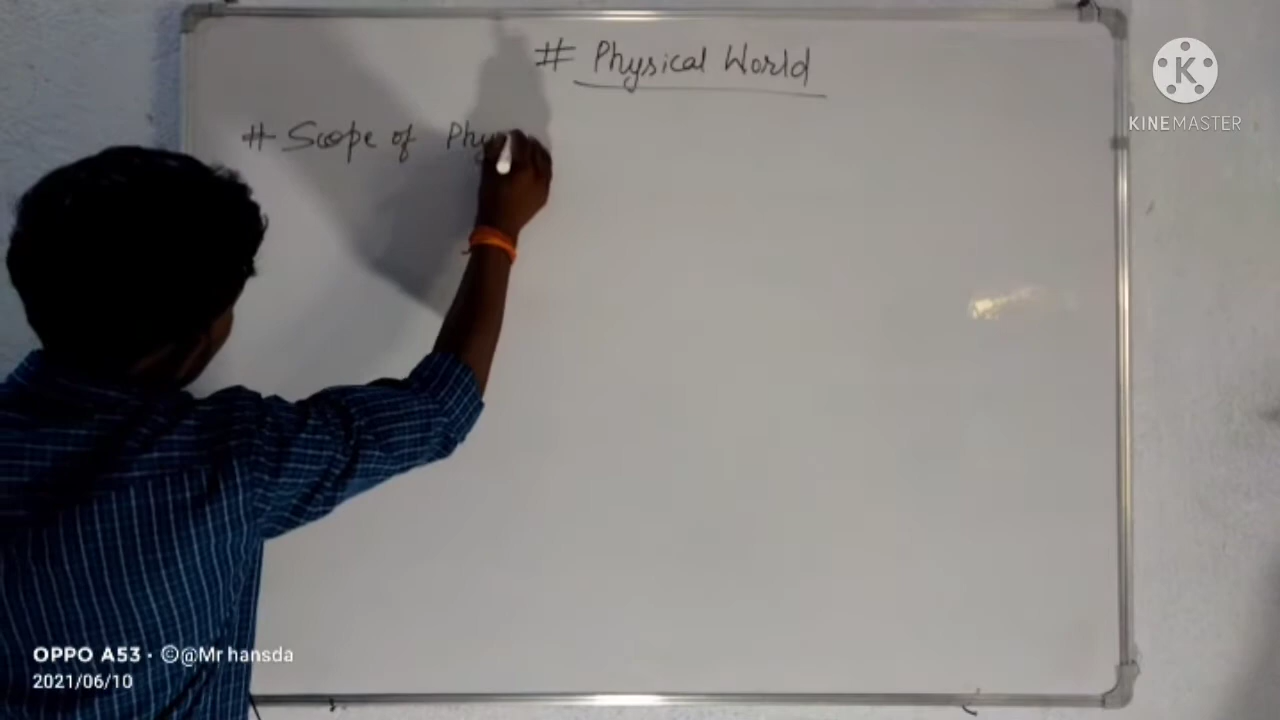 # Physical World
# Scope of Phy
KINEMASTER
OPPO A53 · ©@Mr hansda
2021/06/10